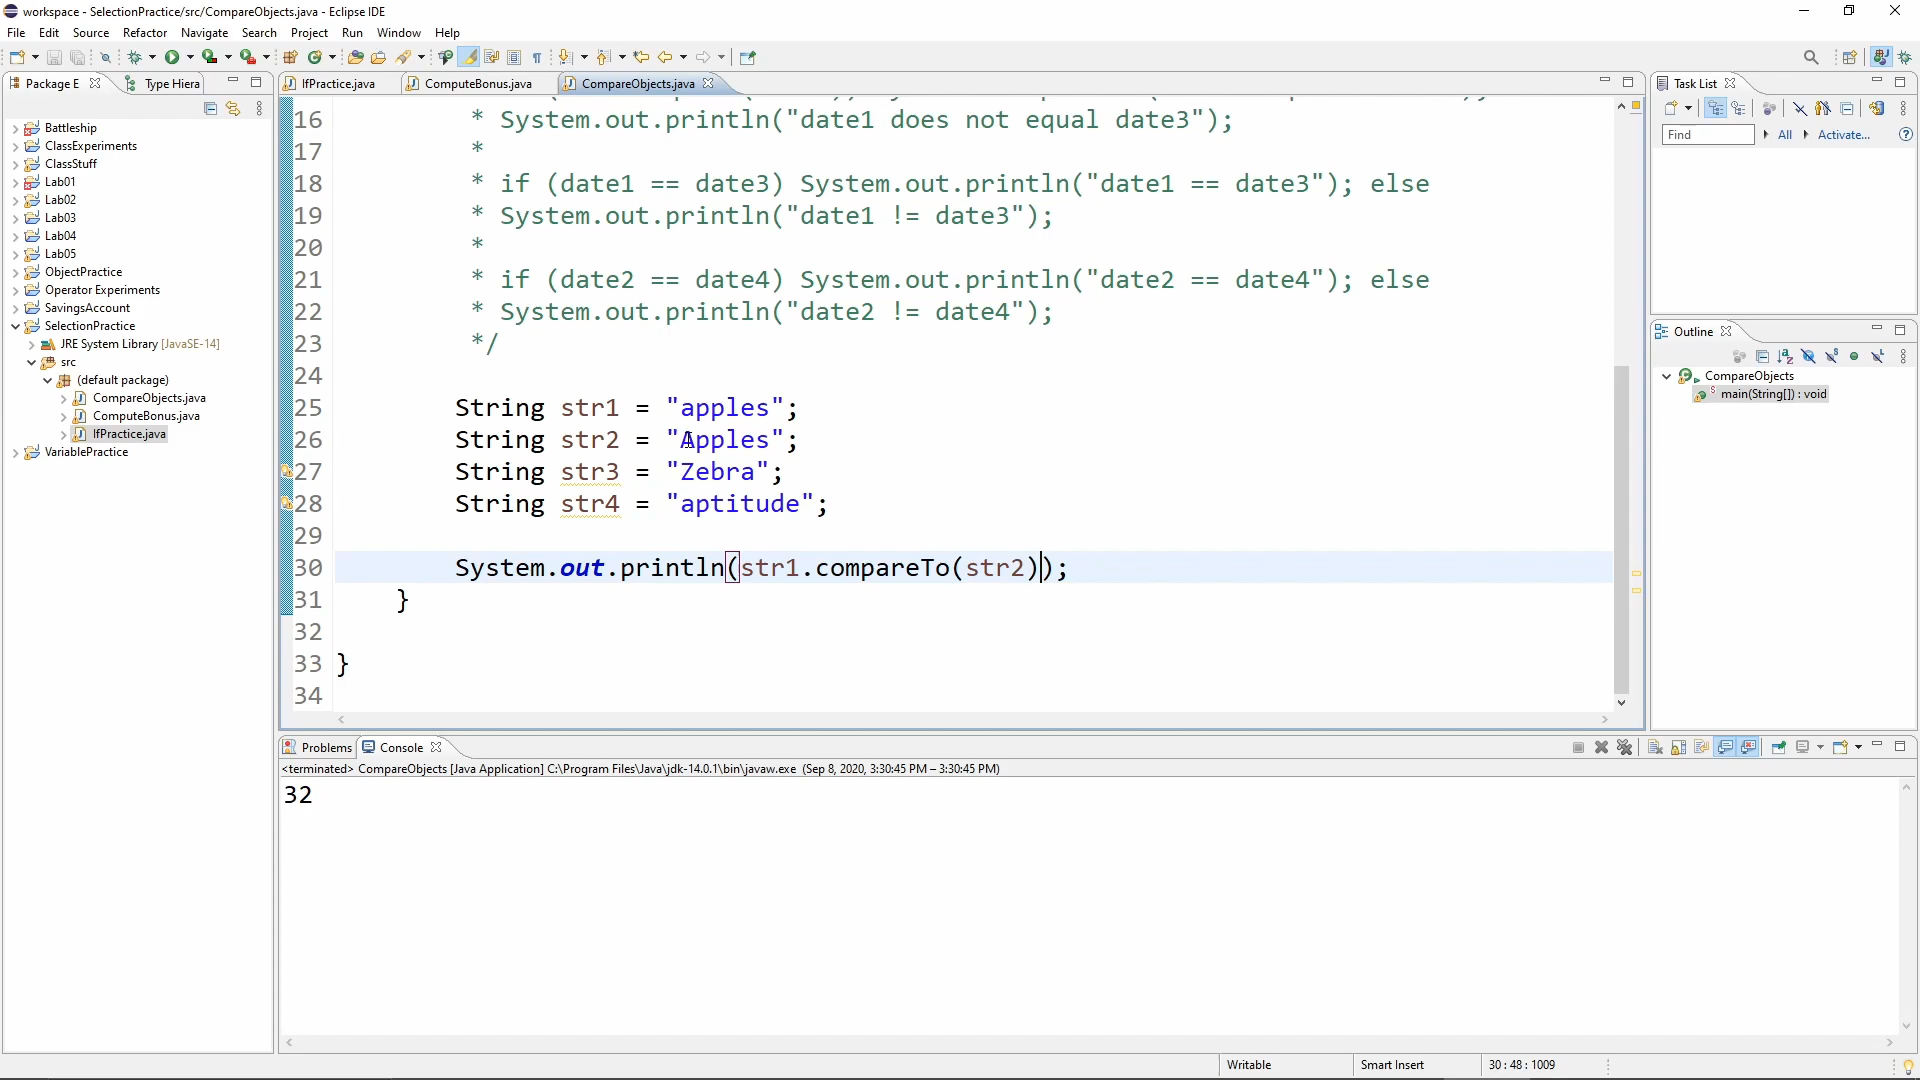 workspace - SelectionPractice/src/CompareObjects.java - Eclipse IDE
File Edit Source Refactor Navigate Search Project Run Window Help
Package E Type Hiera
IfPractice.java ComputeBonus.java CompareObjects.java
Task List
Find All Activate...
Battleship
ClassExperiments
ClassStuff
Lab01
Lab02
Lab03
Lab04
Lab05
ObjectPractice
Operator Experiments
SavingsAccount
SelectionPractice
JRE System Library [JavaSE-14]
src
(default package)
CompareObjects.java
ComputeBonus.java
IfPractice.java
VariablePractice
16 * System.out.println("date1 does not equal date3");
17 *
18 * if (date1 == date3) System.out.println("date1 == date3"); else
19 * System.out.println("date1 != date3");
20 *
21 * if (date2 == date4) System.out.println("date2 == date4"); else
22 * System.out.println("date2 != date4");
23 */
24
25 String str1 = "apples";
26 String str2 = "Apples";
27 String str3 = "Zebra";
28 String str4 = "aptitude";
29
30 System.out.println(str1.compareTo(str2));
31 }
32
33 }
34
Outline
CompareObjects
main(String[]) : void
Problems Console
<terminated> CompareObjects [Java Application] C:\Program Files\Java\jdk-14.0.1\bin\javaw.exe (Sep 8, 2020, 3:30:45 PM – 3:30:45 PM)
32
Writable Smart Insert 30 : 48 : 1009